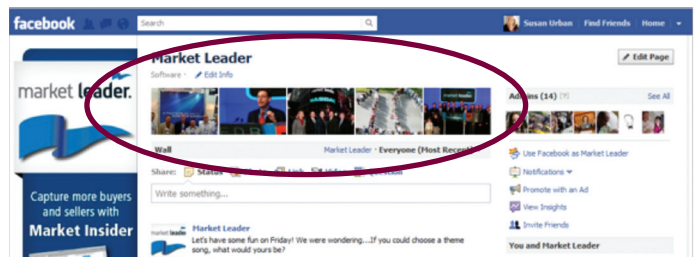 facebook
Search
Susan Urban
Find Friends
Home
Market Leader
Software · Edit Info
Edit Page
market leader.
Admins (14) (?)
See All
Wall
Market Leader · Everyone (Most Recent)
Use Facebook as Market Leader
Share: Status
Link
Notifications
Write something...
Promote with an Ad
View Insights
Capture more buyers
and sellers with
Market Insider
Invite Friends
market leader
Market Leader
Let's have some fun on Friday! We were wondering...If you could choose a theme
song, what would yours be?
You and Market Leader